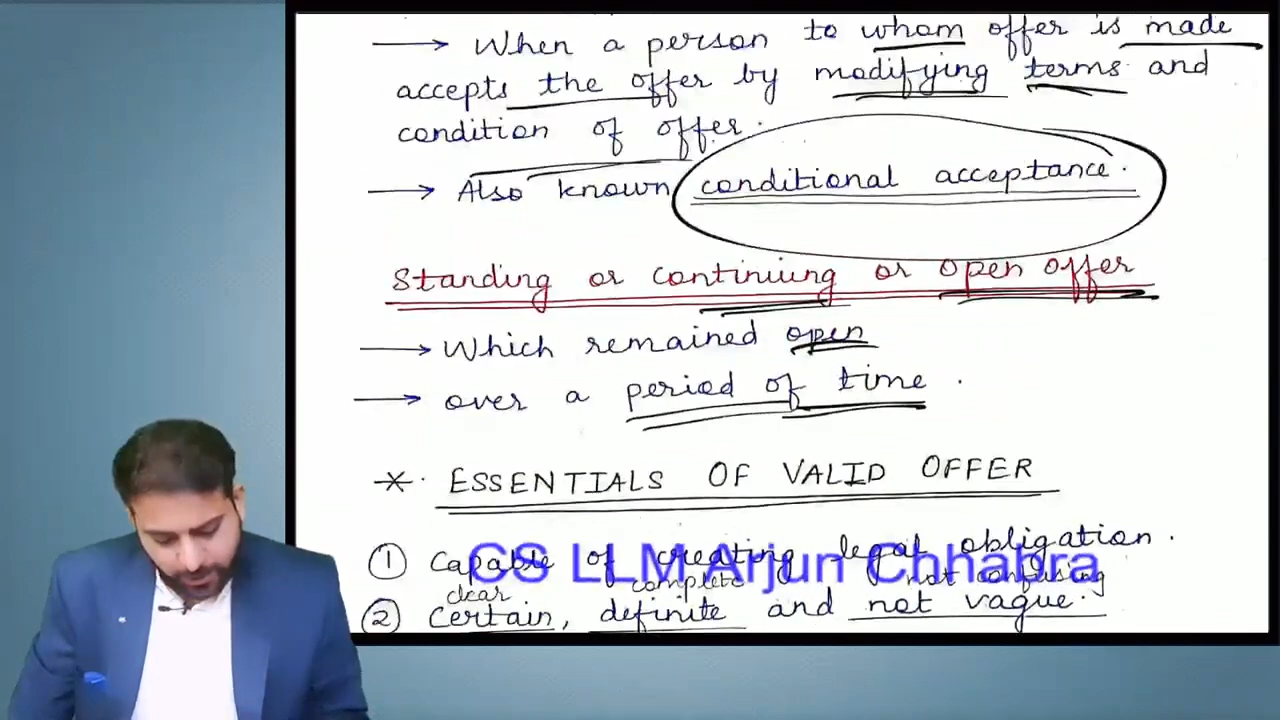 → When a person to whom offer is made
accepts the offer by modifying terms and
condition of offer.
→ Also known conditional acceptance.
Standing or continuing or open offer
→ Which remained open
→ over a period of time.
*. ESSENTIALS OF VALID OFFER
① Capable of creating legal obligation.
CS LLM Arjun Chhabra
clear complete not confusing
② Certain, definite and not vague.